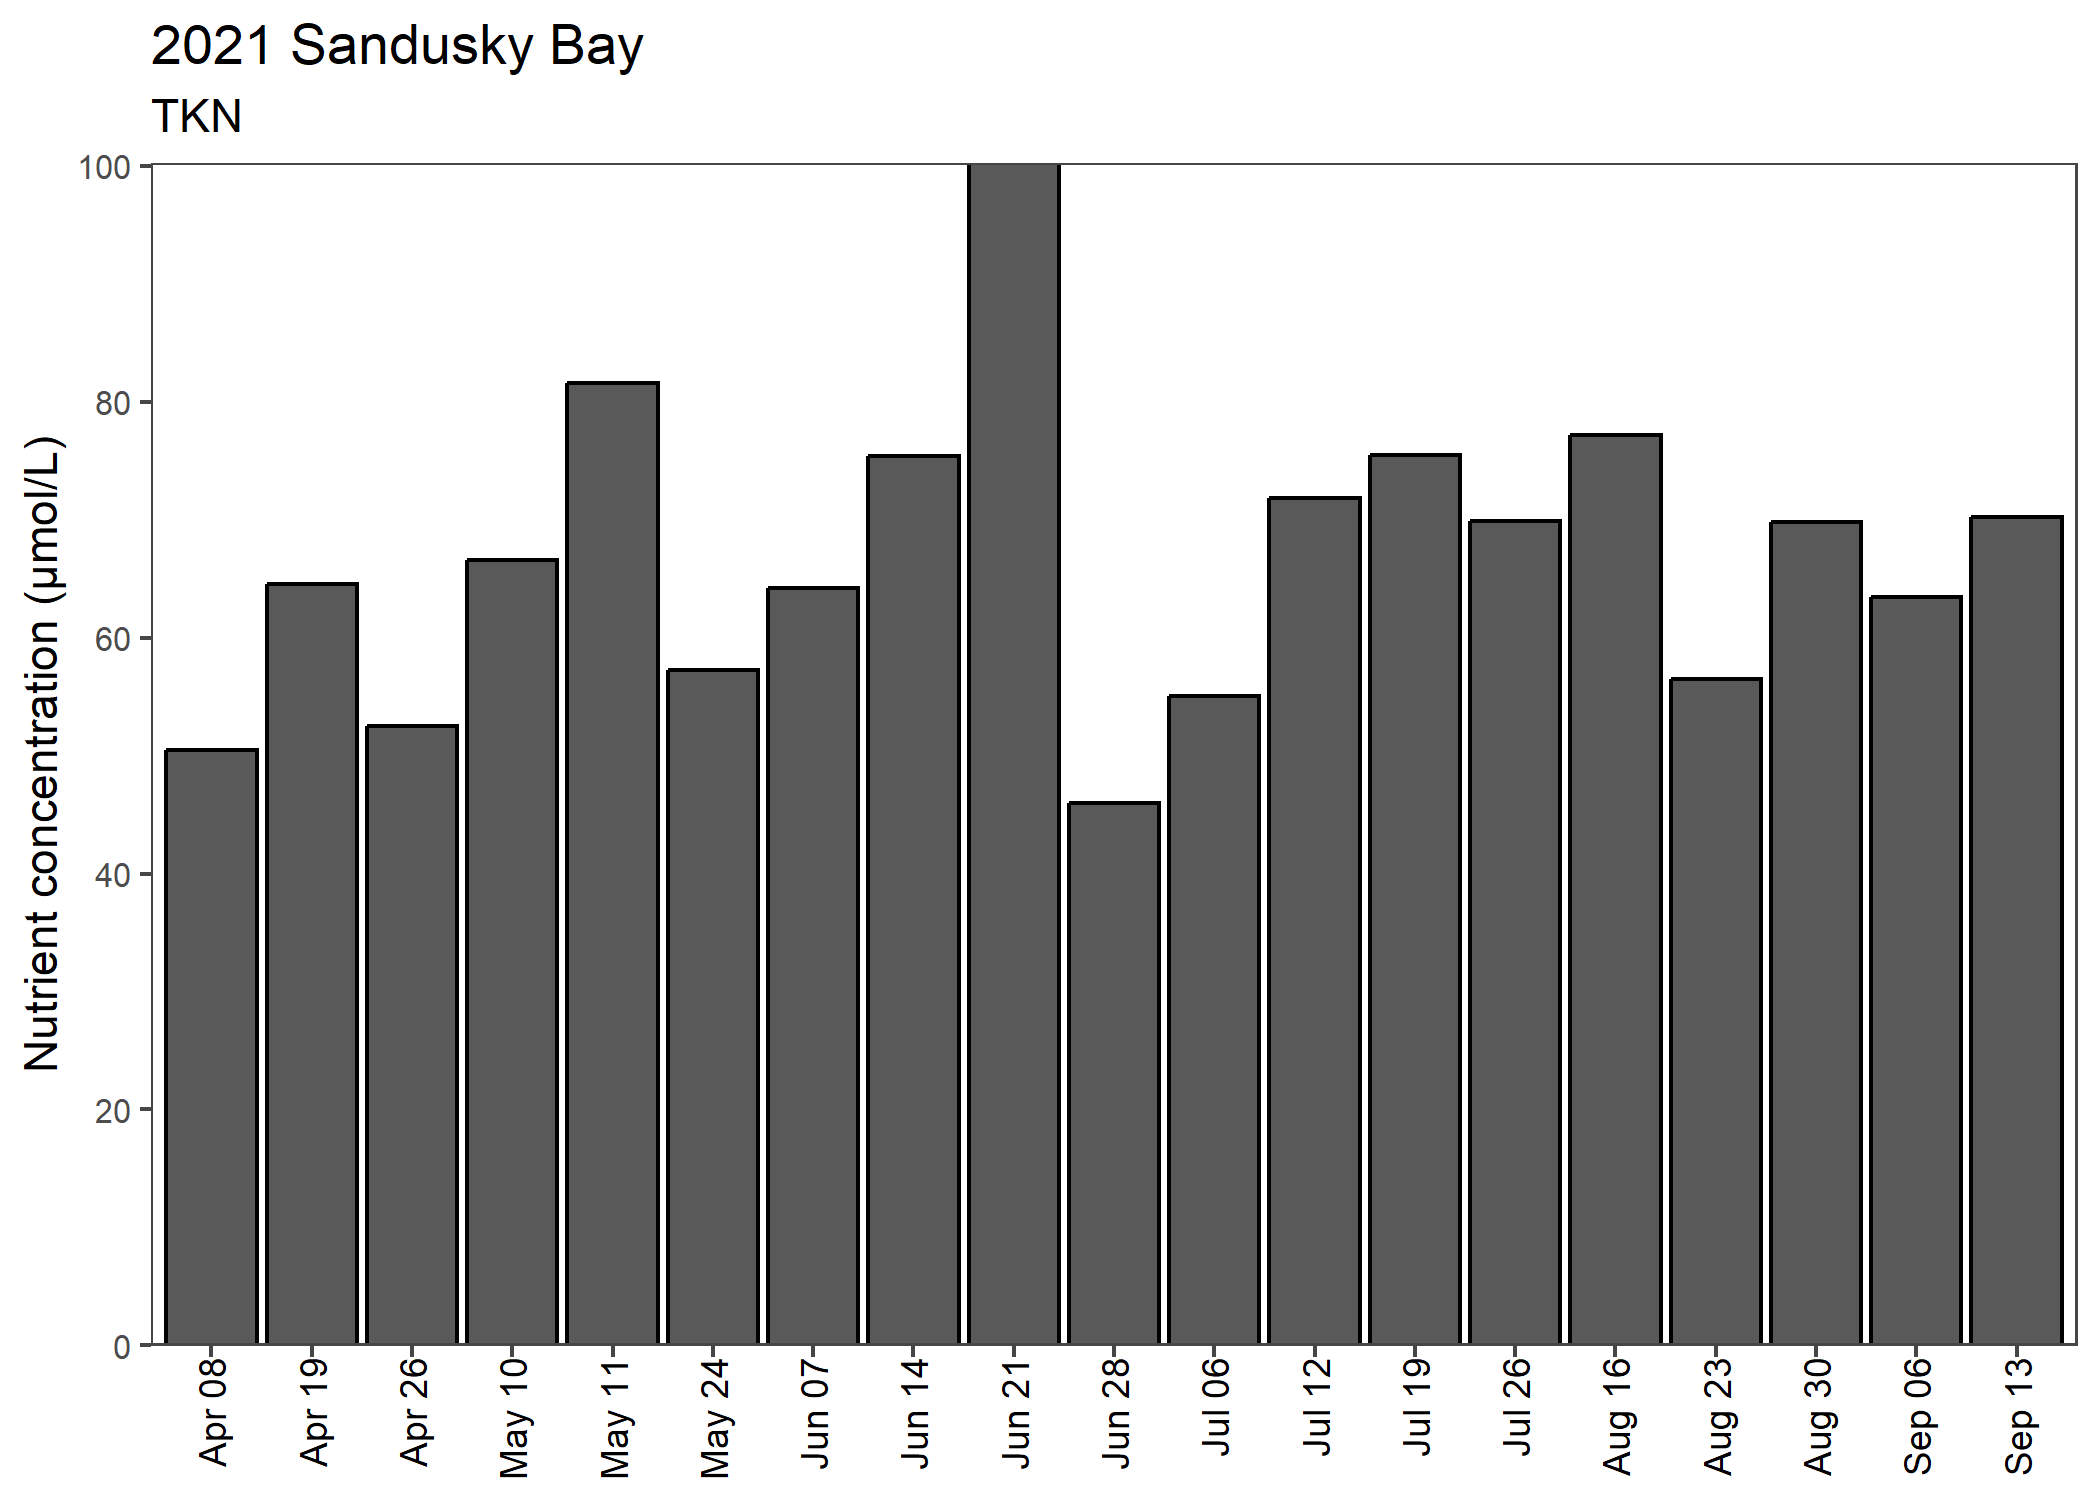 2021 Sandusky Bay
TKN
Nutrient concentration (µmol/L)
100
80
60
40
20
0
Apr 08
Apr 19
Apr 26
May 10
May 11
May 24
Jun 07
Jun 14
Jun 21
Jun 28
Jul 06
Jul 12
Jul 19
Jul 26
Aug 16
Aug 23
Aug 30
Sep 06
Sep 13